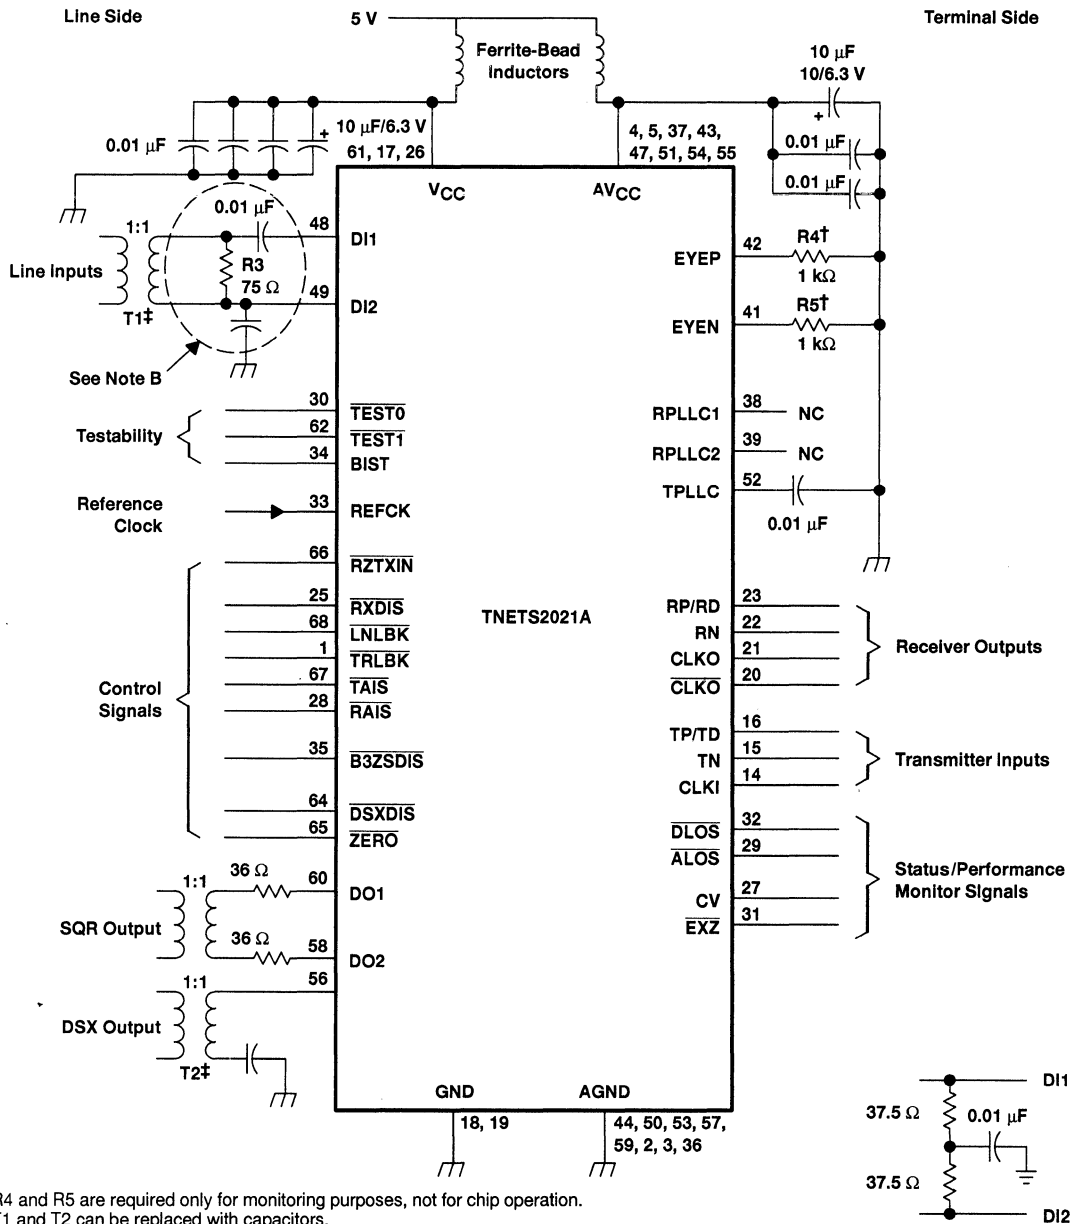 Line Side
5 V
Terminal Side
Ferrite-Bead
Inductors
10 µF
10/6.3 V
+
0.01 µF
+
10 µF/6.3 V
61, 17, 26
4, 5, 37, 43,
47, 51, 54, 55
0.01 µF
0.01 µF
VCC
AVCC
0.01 µF
1:1
48
DI1
Line Inputs
R3
75 Ω
49
DI2
T1‡
See Note B
EYEP
42
R4†
1 kΩ
EYEN
41
R5†
1 kΩ
Testability
30
TEST0
62
TEST1
34
BIST
RPLLC1
38
NC
RPLLC2
39
NC
TPLLC
52
0.01 µF
Reference
Clock
33
REFCK
66
RZTXIN
25
RXDIS
68
LNLBK
1
TRLBK
67
TAIS
28
RAIS
35
B3ZSDIS
64
DSXDIS
65
ZERO
Control
Signals
TNETS2021A
RP/RD
23
RN
22
CLKO
21
CLKO
20
Receiver Outputs
TP/TD
16
TN
15
CLKI
14
Transmitter Inputs
DLOS
32
ALOS
29
CV
27
EXZ
31
Status/Performance
Monitor Signals
1:1
36 Ω
60
DO1
SQR Output
36 Ω
58
DO2
1:1
56
DSX Output
T2‡
GND
AGND
18, 19
44, 50, 53, 57,
59, 2, 3, 36
DI1
37.5 Ω
0.01 µF
37.5 Ω
DI2
R4 and R5 are required only for monitoring purposes, not for chip operation.
T1 and T2 can be replaced with capacitors.